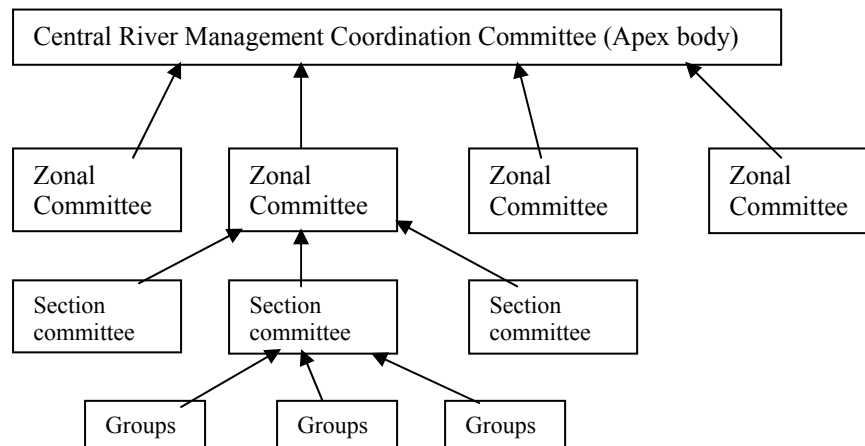 Central River Management Coordination Committee (Apex body)
Zonal
Committee
Zonal
Committee
Zonal
Committee
Zonal
Committee
Section
committee
Section
committee
Section
committee
Groups
Groups
Groups